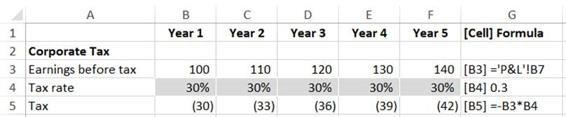 A B C D E F G
1 Year 1 Year 2 Year 3 Year 4 Year 5 [Cell] Formula
2 Corporate Tax
3 Earnings before tax 100 110 120 130 140 [B3] ='P&L'!B7
4 Tax rate 30% 30% 30% 30% 30% [B4] 0.3
5 Tax (30) (33) (36) (39) (42) [B5] =-B3*B4